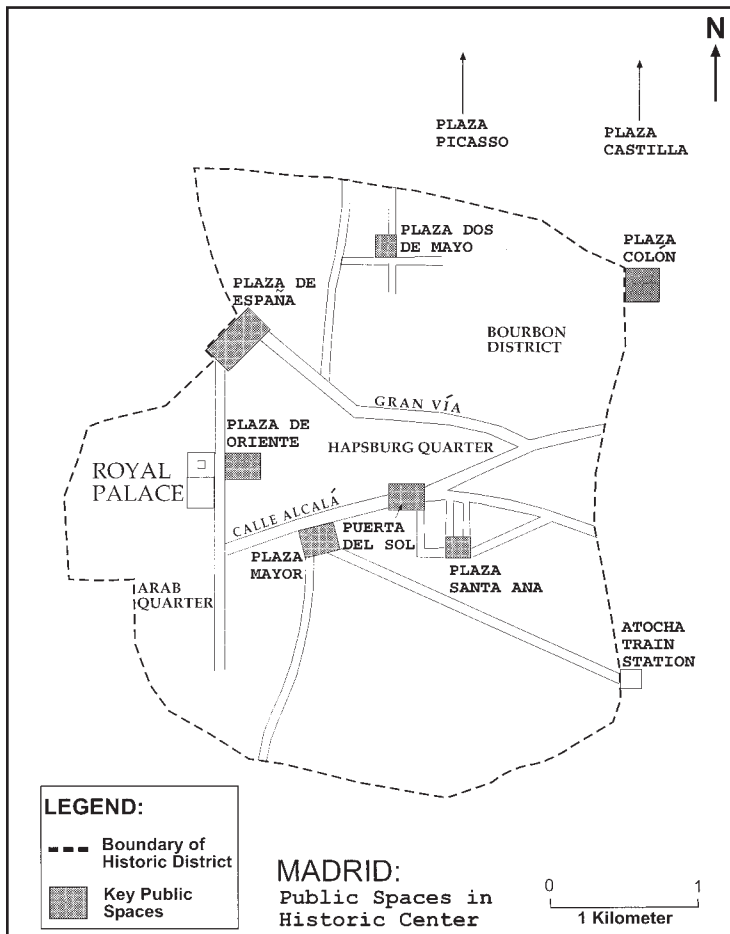 N
PLAZA
PICASSO
PLAZA
CASTILLA
PLAZA DOS
DE MAYO
PLAZA
COLÓN
PLAZA DE
ESPAÑA
BOURBON
DISTRICT
GRAN VÍA
PLAZA DE
ORIENTE
HAPSBURG QUARTER
ROYAL
PALACE
CALLE ALCALÁ
PUERTA
DEL SOL
PLAZA
MAYOR
PLAZA
SANTA ANA
ARAB
QUARTER
ATOCHA
TRAIN
STATION
LEGEND:
Boundary of
Historic District
Key Public
Spaces
MADRID:
Public Spaces in
Historic Center
0 1
1 Kilometer